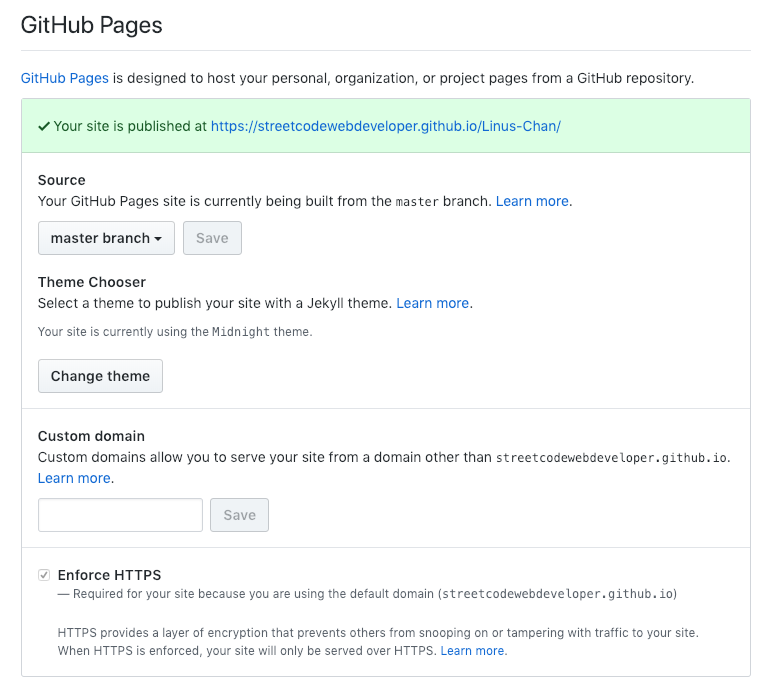 GitHub Pages
GitHub Pages is designed to host your personal, organization, or project pages from a GitHub repository.
Your site is published at https://streetcodewebdeveloper.github.io/Linus-Chan/
Source
Your GitHub Pages site is currently being built from the master branch. Learn more.
master branch Save
Theme Chooser
Select a theme to publish your site with a Jekyll theme. Learn more.
Your site is currently using the Midnight theme.
Change theme
Custom domain
Custom domains allow you to serve your site from a domain other than streetcodewebdeveloper.github.io.
Learn more.
Save
Enforce HTTPS
— Required for your site because you are using the default domain (streetcodewebdeveloper.github.io)
HTTPS provides a layer of encryption that prevents others from snooping on or tampering with traffic to your site.
When HTTPS is enforced, your site will only be served over HTTPS. Learn more.